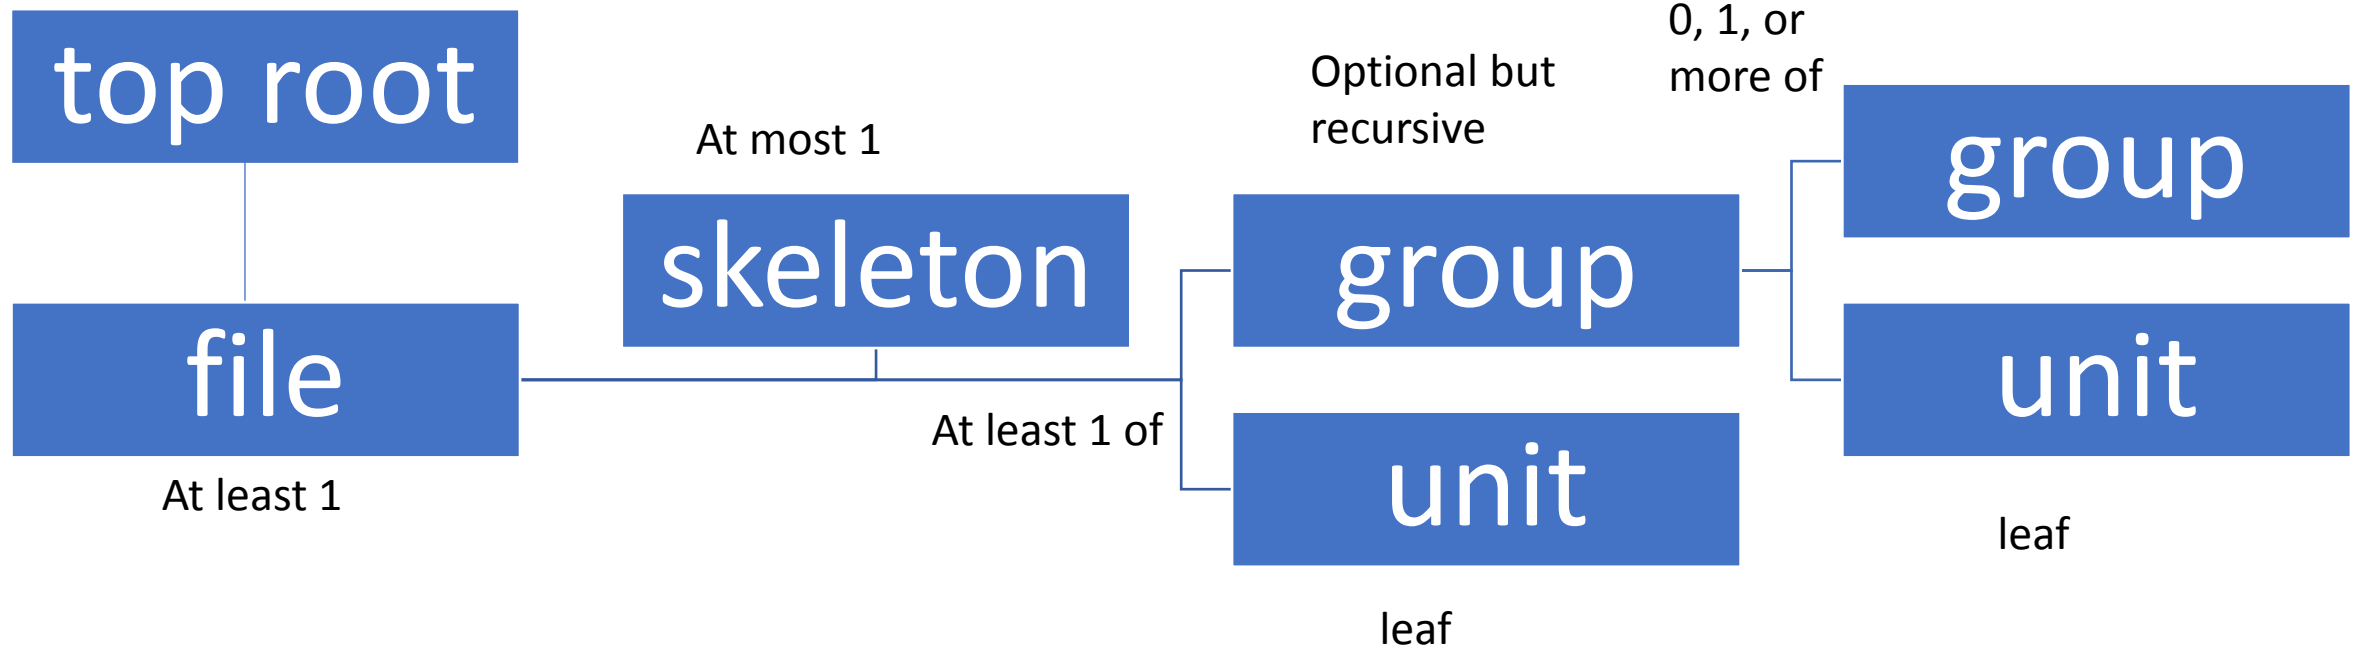 top root
file
At least 1
At most 1
skeleton
At least 1 of
Optional but
recursive
group
unit
leaf
0, 1, or
more of
group
unit
leaf